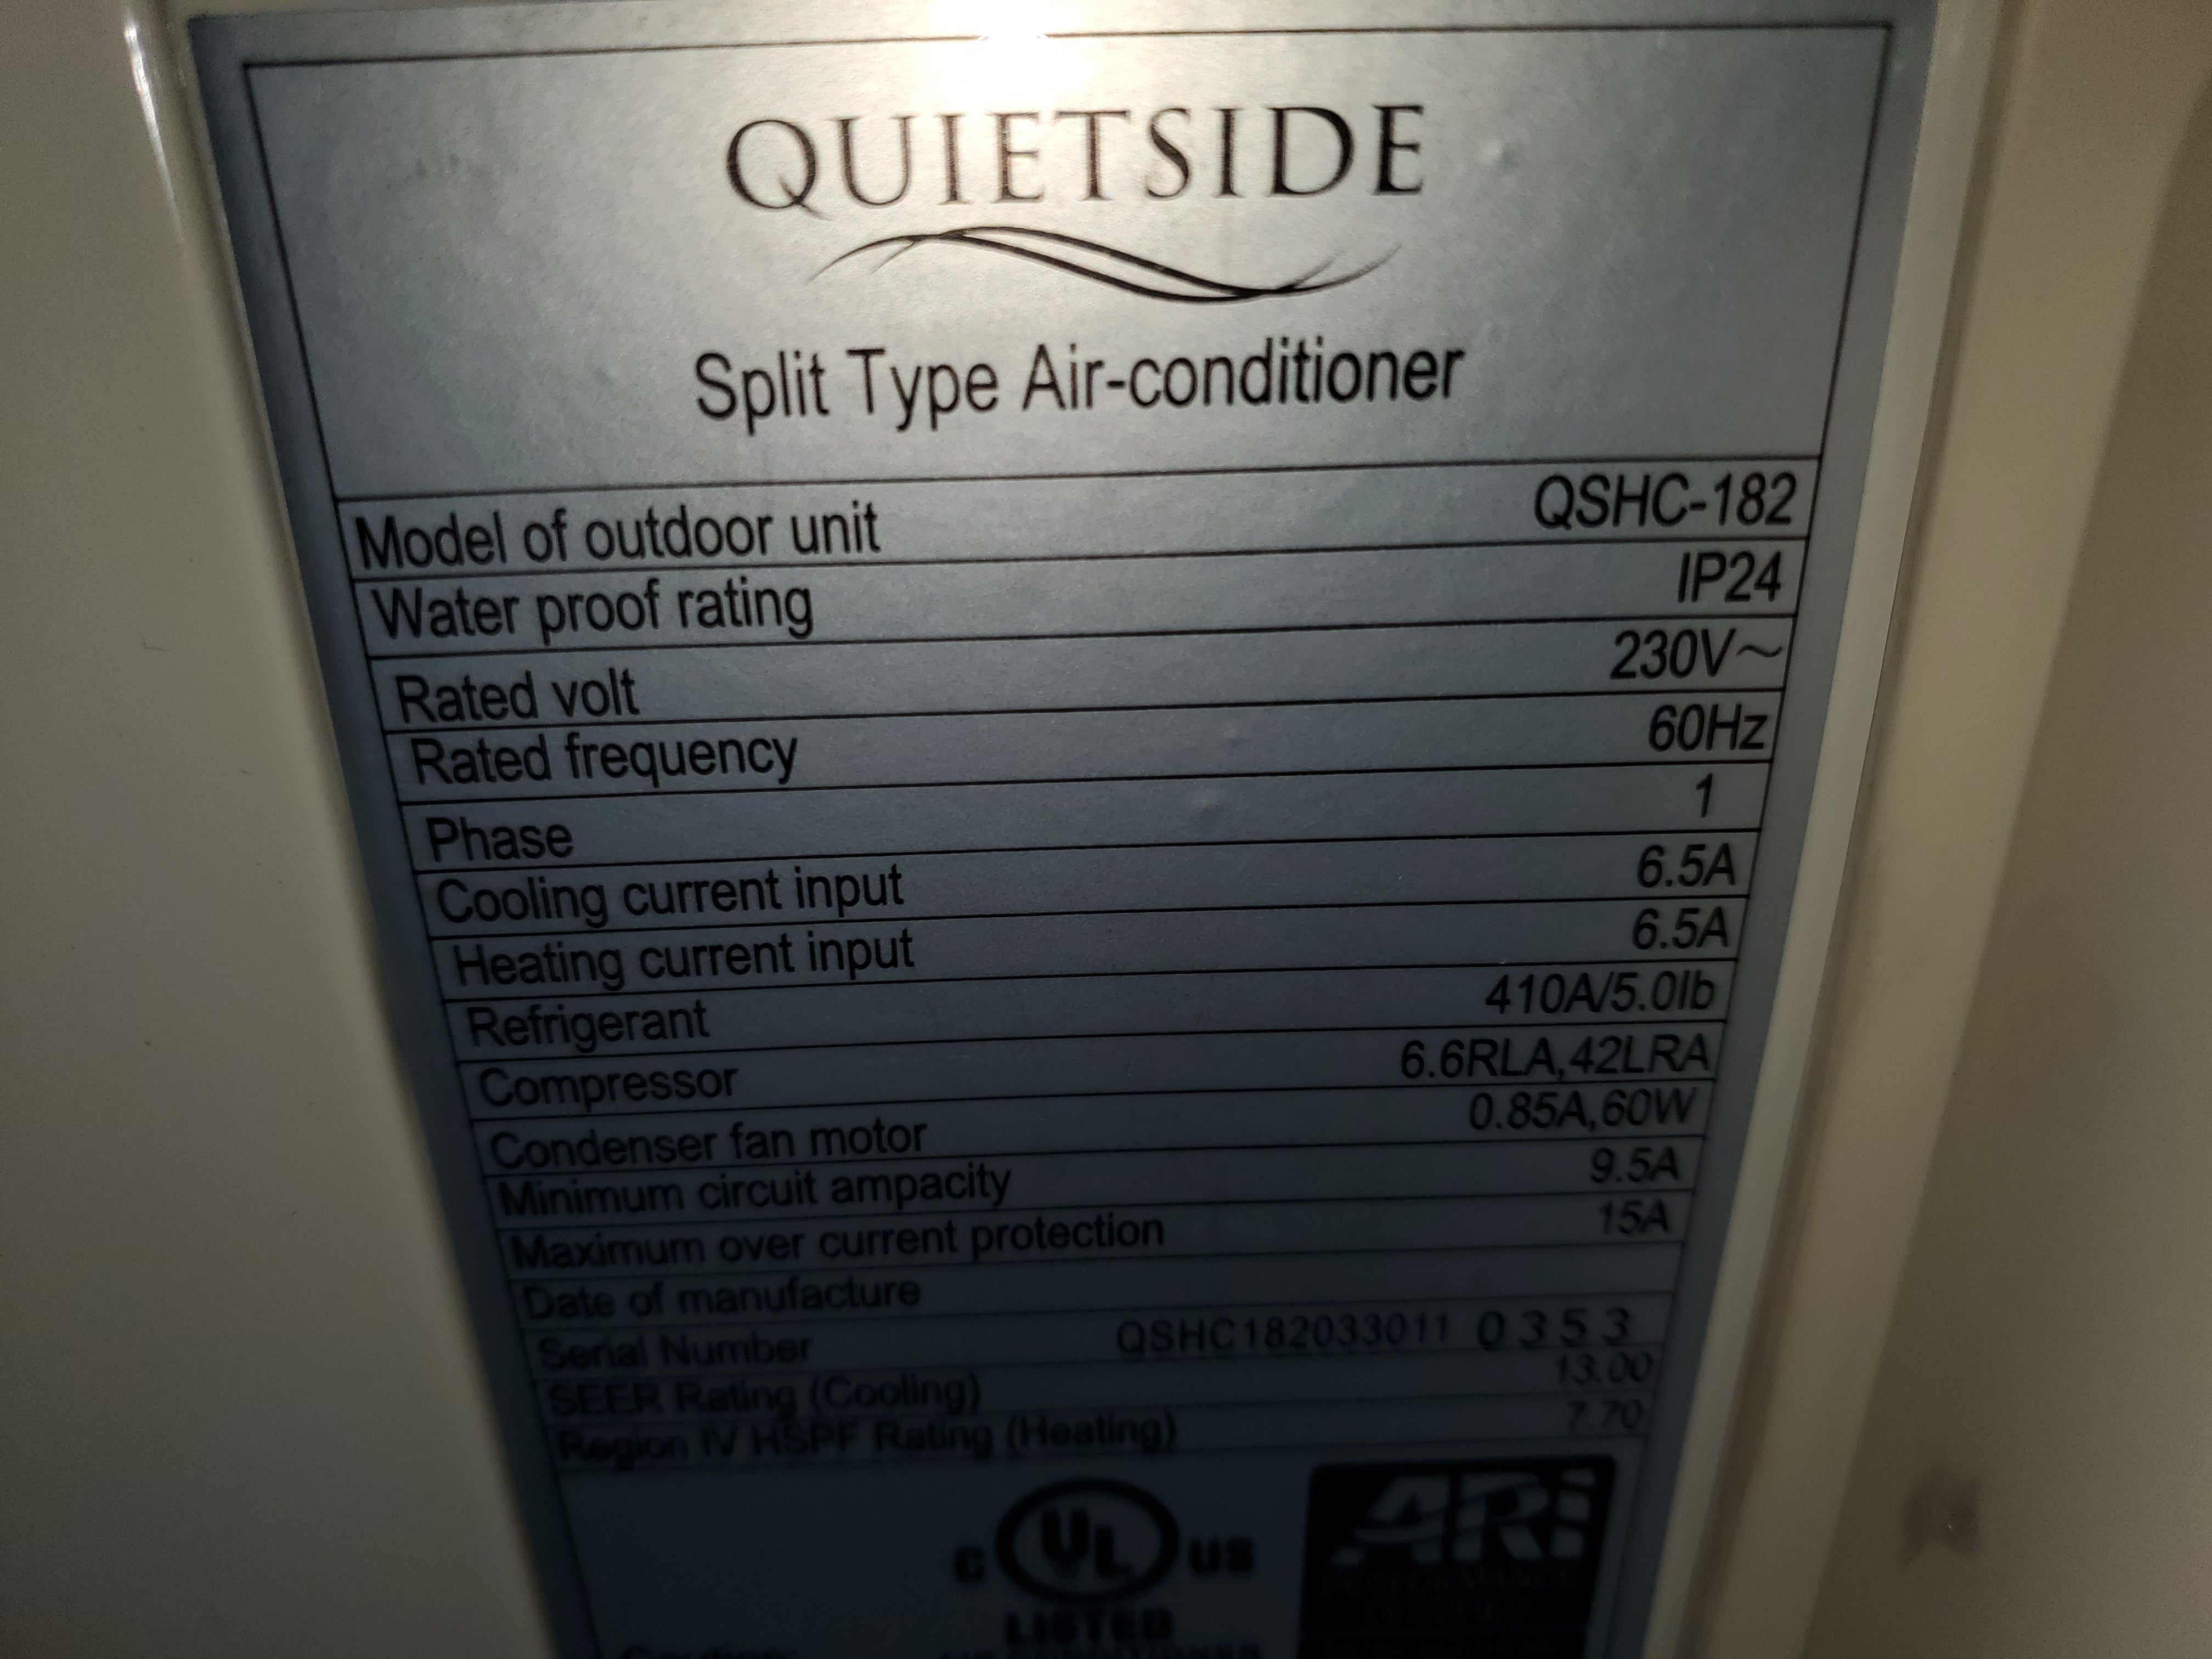 QUIETSIDE
Split Type Air-conditioner
Model of outdoor unit QSHC-182
Water proof rating IP24
Rated volt 230V~
Rated frequency 60Hz
Phase 1
Cooling current input 6.5A
Heating current input 6.5A
Refrigerant 410A/5.0lb
Compressor 6.6RLA,42LRA
Condenser fan motor 0.85A,60W
Minimum circuit ampacity 9.5A
Maximum over current protection 15A
Date of manufacture
Serial Number QSHC182033011 0353
SEER Rating (Cooling) 13.00
Region IV HSPF Rating (Heating) 7.70
C UL US
LISTED
ARi
PERFORMANCE